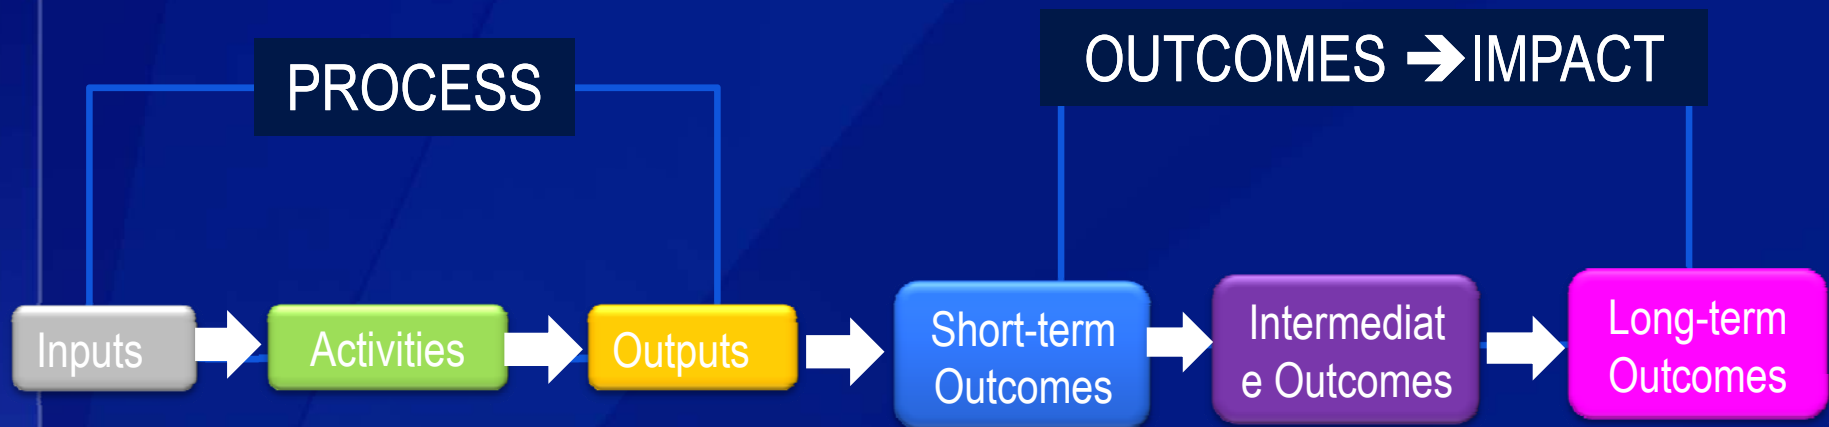 PROCESS
OUTCOMES ➔IMPACT
Inputs
Activities
Outputs
Short-term
Outcomes
Intermediat
e Outcomes
Long-term
Outcomes